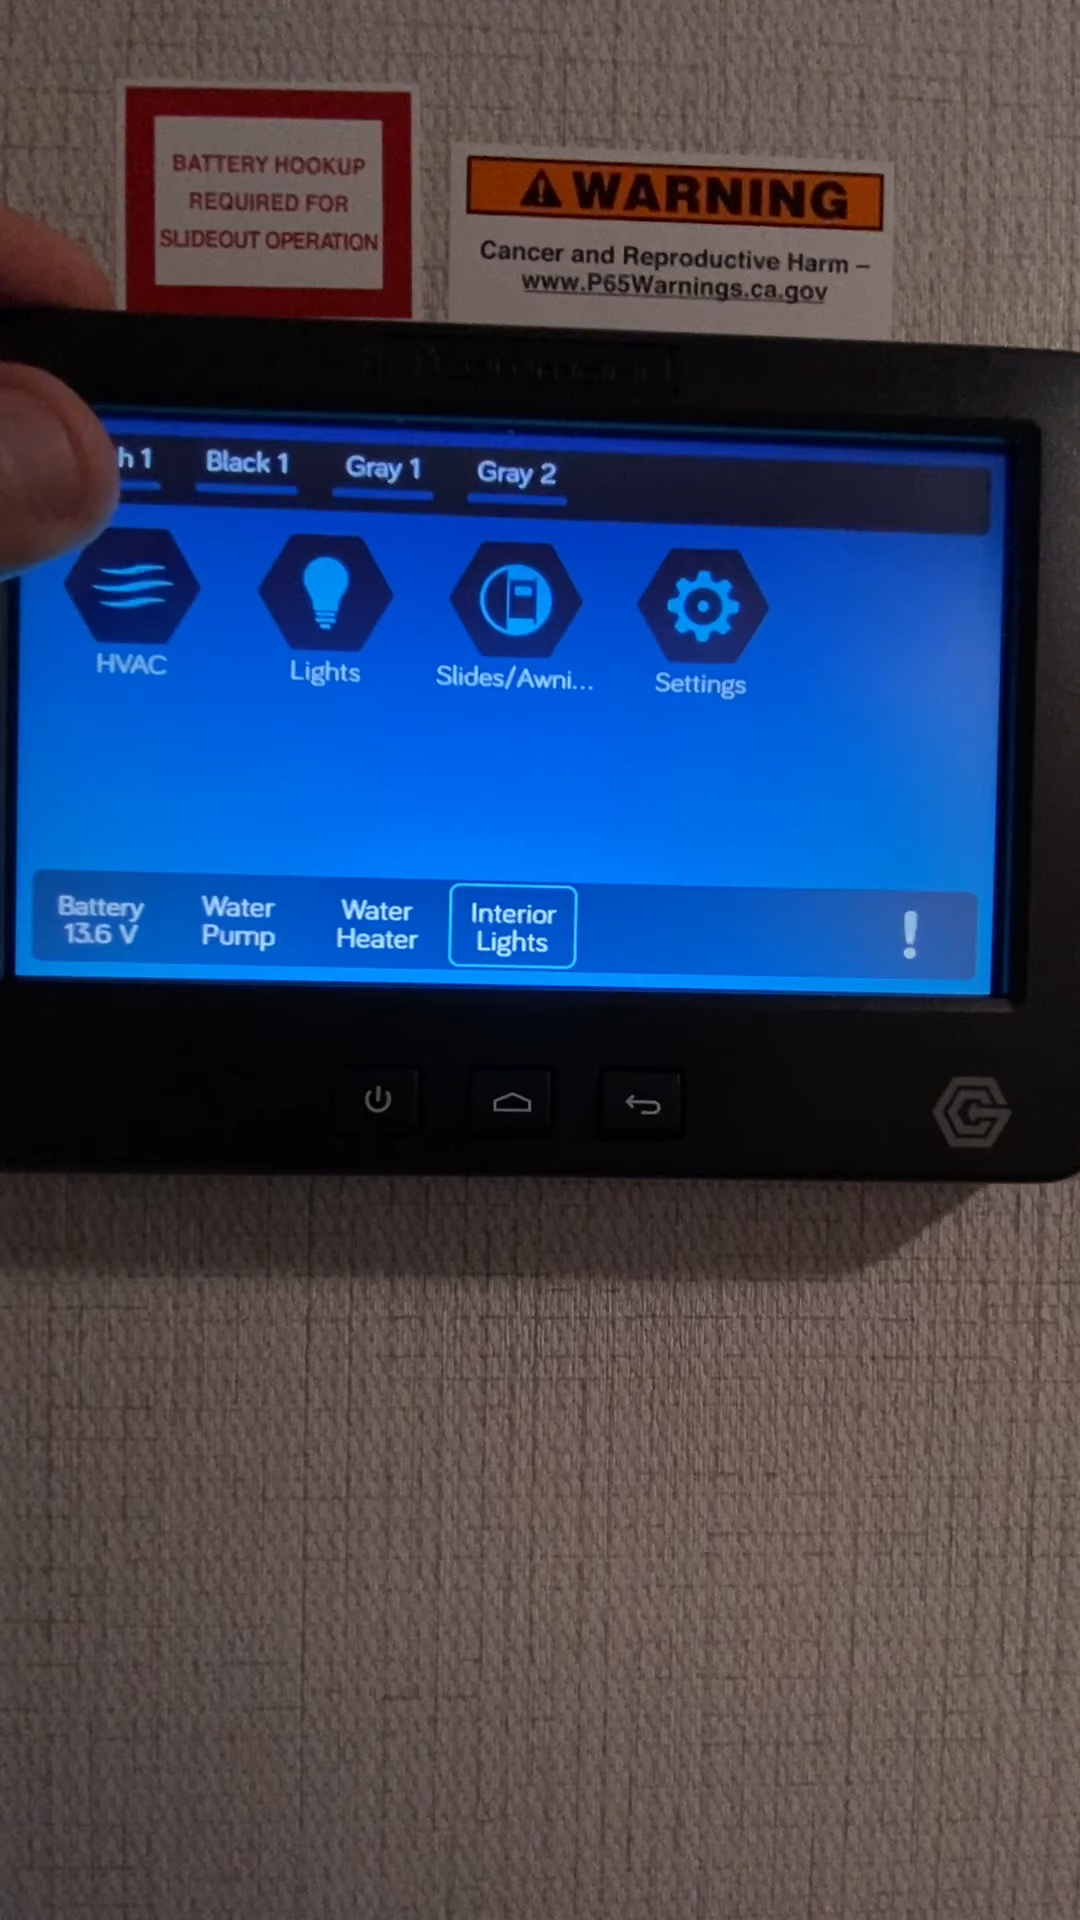 BATTERY HOOKUP
REQUIRED FOR
SLIDEOUT OPERATION
WARNING
Cancer and Reproductive Harm –
www.P65Warnings.ca.gov
h 1
Black 1
Gray 1
Gray 2
HVAC
Lights
Slides/Awni...
Settings
Battery
13.6 V
Water
Pump
Water
Heater
Interior
Lights
!